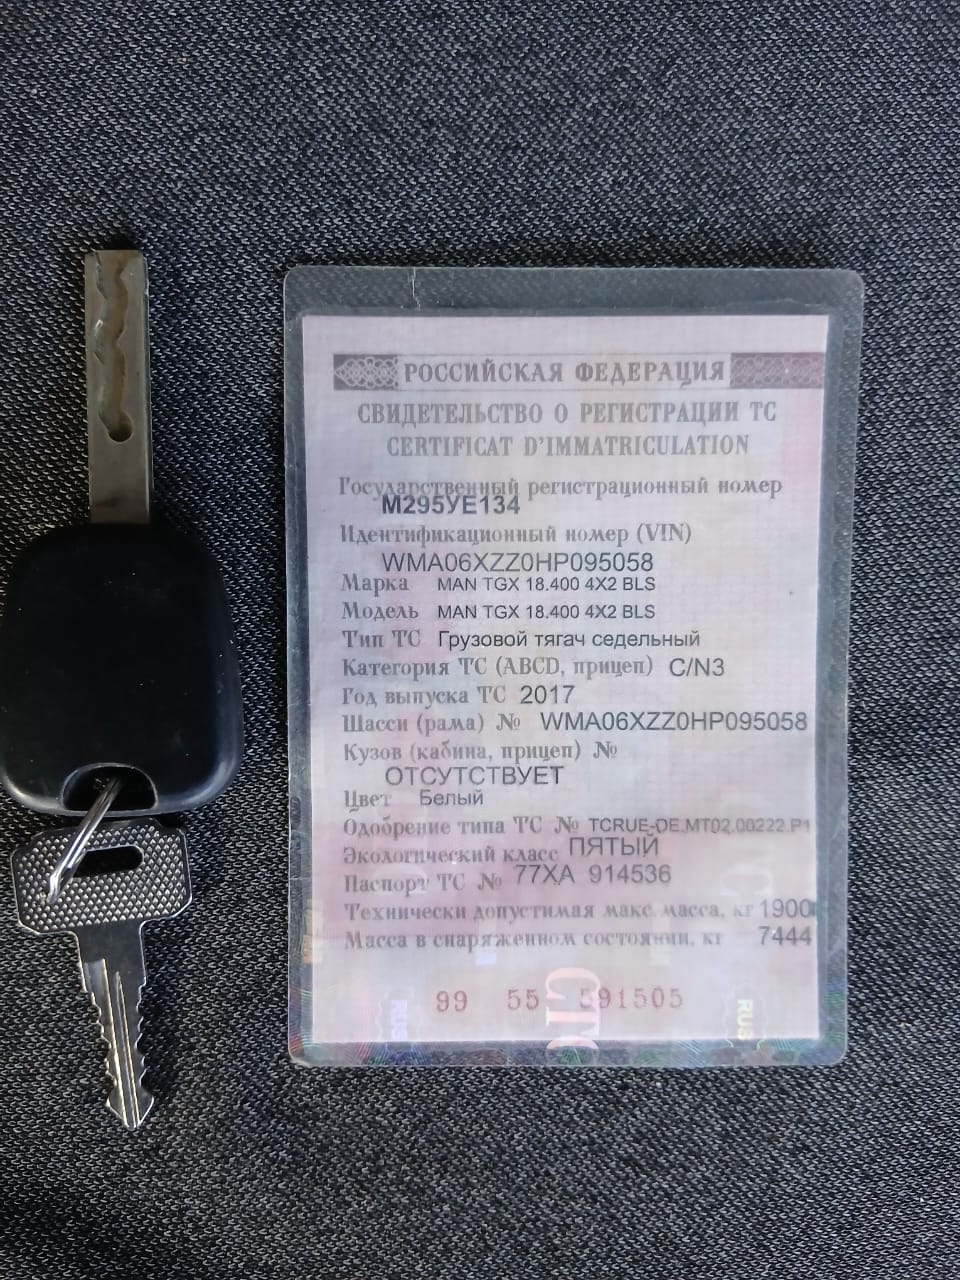 РОССИЙСКАЯ ФЕДЕРАЦИЯ
СВИДЕТЕЛЬСТВО О РЕГИСТРАЦИИ ТС
CERTIFICAT D'IMMATRICULATION
Государственный регистрационный номер
М295УЕ134
Идентификационный номер (VIN)
WMA06XZZ0HP095058
Марка MAN TGX 18.400 4X2 BLS
Модель MAN TGX 18.400 4X2 BLS
Тип ТС Грузовой тягач седельный
Категория ТС (ABCD, прицеп) C/N3
Год выпуска ТС 2017
Шасси (рама) № WMA06XZZ0HP095058
Кузов (кабина, прицеп) №
ОТСУТСТВУЕТ
Цвет Белый
Одобрение типа ТС № TCRUE-DE.MT02.00222.P1
Экологический класс ПЯТЫЙ
Паспорт ТС № 77ХА 914536
Технически допустимая макс. масса, кг
Масса в снаряженном состоянии, кг 7444
99 55 591505
RUS СТС RUS